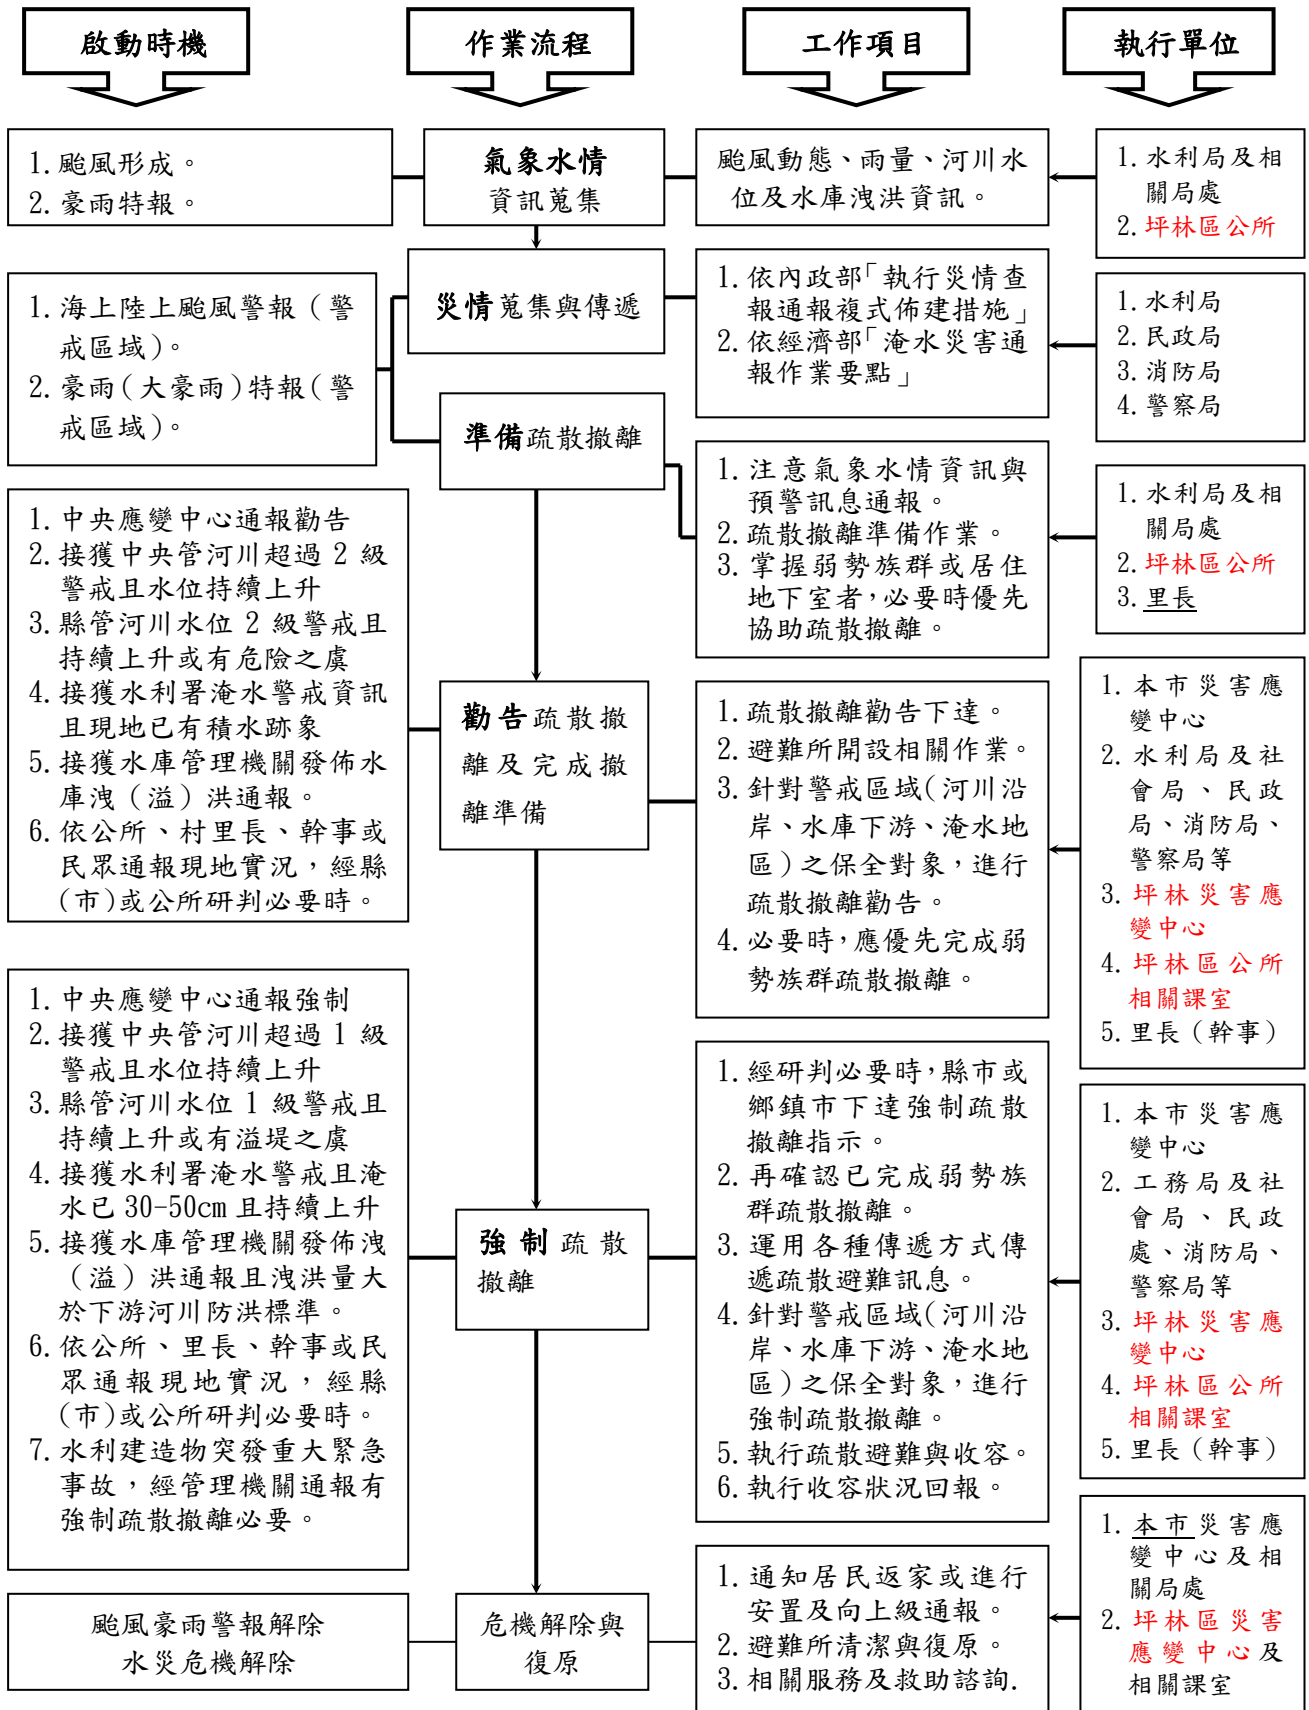 啟動時機
作業流程
工作項目
執行單位
1.颱風形成。
2.豪雨特報。
氣象水情
資訊蒐集
颱風動態、雨量、河川水
位及水庫洩洪資訊。
1.水利局及相
關局處
2.坪林區公所
1.海上陸上颱風警報（警
戒區域）。
2.豪雨(大豪雨)特報(警
戒區域)。
災情蒐集與傳遞
1.依內政部「執行災情查
報通報複式佈建措施」
2.依經濟部「淹水災害通
報作業要點」
1.水利局
2.民政局
3.消防局
4.警察局
準備疏散撤離
1.注意氣象水情資訊與
預警訊息通報。
2.疏散撤離準備作業。
3.掌握弱勢族群或居住
地下室者,必要時優先
協助疏散撤離。
1.水利局及相
關局處
2.坪林區公所
3.里長
1.中央應變中心通報勸告
2.接獲中央管河川超過 2 級
警戒且水位持續上升
3.縣管河川水位 2 級警戒且
持續上升或有危險之虞
4.接獲水利署淹水警戒資訊
且現地已有積水跡象
5.接獲水庫管理機關發佈水
庫洩（溢）洪通報。
6.依公所、村里長、幹事或
民眾通報現地實況，經縣
(市)或公所研判必要時。
勸告疏散撤
離及完成撤
離準備
1.疏散撤離勸告下達。
2.避難所開設相關作業。
3.針對警戒區域(河川沿
岸、水庫下游、淹水地
區)之保全對象，進行
疏散撤離勸告。
4.必要時,應優先完成弱
勢族群疏散撤離。
1.本市災害應
變中心
2.水利局及社
會局、民政
局、消防局、
警察局等
3.坪林災害應
變中心
4.坪林區公所
相關課室
5.里長（幹事）
1.中央應變中心通報強制
2.接獲中央管河川超過 1 級
警戒且水位持續上升
3.縣管河川水位 1 級警戒且
持續上升或有溢堤之虞
4.接獲水利署淹水警戒且淹
水已 30-50cm 且持續上升
5.接獲水庫管理機關發佈洩
（溢）洪通報且洩洪量大
於下游河川防洪標準。
6.依公所、里長、幹事或民
眾通報現地實況，經縣
(市)或公所研判必要時。
7.水利建造物突發重大緊急
事故，經管理機關通報有
強制疏散撤離必要。
強制疏散
撤離
1.經研判必要時,縣市或
鄉鎮市下達強制疏散
撤離指示。
2.再確認已完成弱勢族
群疏散撤離。
3.運用各種傳遞方式傳
遞疏散避難訊息。
4.針對警戒區域(河川沿
岸、水庫下游、淹水地
區)之保全對象，進行
強制疏散撤離。
5.執行疏散避難與收容。
6.執行收容狀況回報。
1.本市災害應
變中心
2.工務局及社
會局、民政
處、消防局、
警察局等
3.坪林災害應
變中心
4.坪林區公所
相關課室
5.里長（幹事）
颱風豪雨警報解除
水災危機解除
危機解除與
復原
1.通知居民返家或進行
安置及向上級通報。
2.避難所清潔與復原。
3.相關服務及救助諮詢.
1.本市災害應
變中心及相
關局處
2.坪林區災害
應變中心及
相關課室